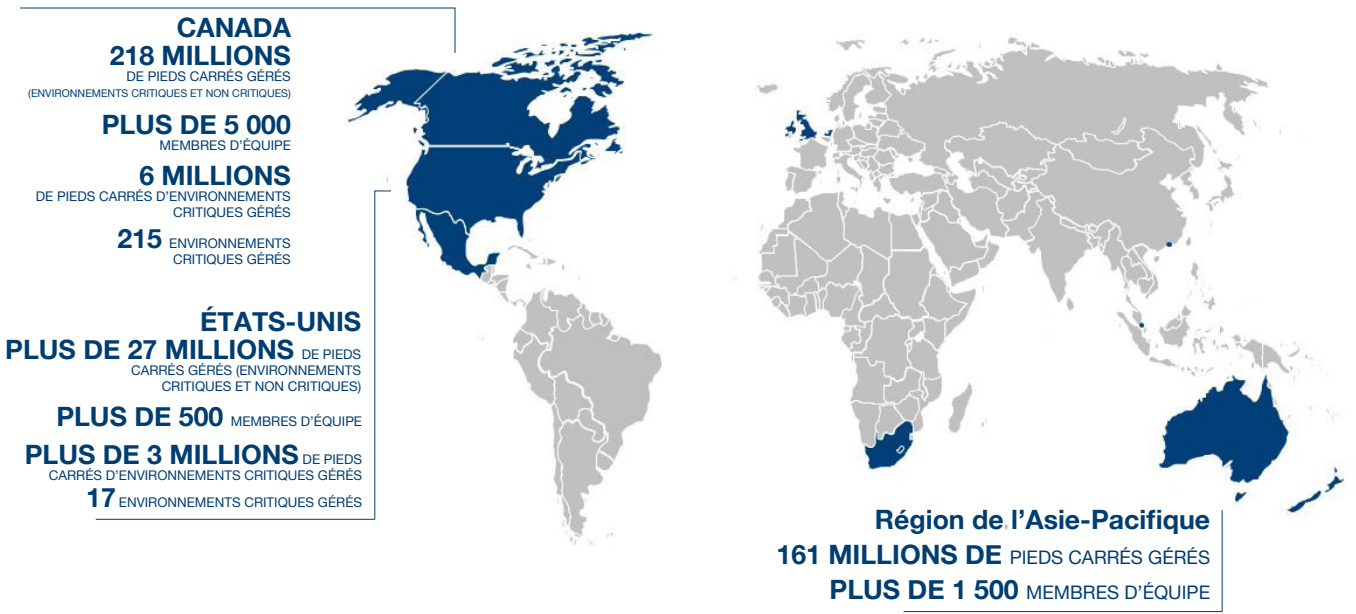 CANADA
218 MILLIONS
DE PIEDS CARRÉS GÉRÉS
(ENVIRONNEMENTS CRITIQUES ET NON CRITIQUES)
PLUS DE 5 000
MEMBRES D'ÉQUIPE
6 MILLIONS
DE PIEDS CARRÉS D'ENVIRONNEMENTS
CRITIQUES GÉRÉS
215 ENVIRONNEMENTS
CRITIQUES GÉRÉS
ÉTATS-UNIS
PLUS DE 27 MILLIONS DE PIEDS
CARRÉS GÉRÉS (ENVIRONNEMENTS
CRITIQUES ET NON CRITIQUES)
PLUS DE 500 MEMBRES D'ÉQUIPE
PLUS DE 3 MILLIONS DE PIEDS
CARRÉS D'ENVIRONNEMENTS CRITIQUES GÉRÉS
17 ENVIRONNEMENTS CRITIQUES GÉRÉS
Région de l'Asie-Pacifique
161 MILLIONS DE PIEDS CARRÉS GÉRÉS
PLUS DE 1 500 MEMBRES D'ÉQUIPE